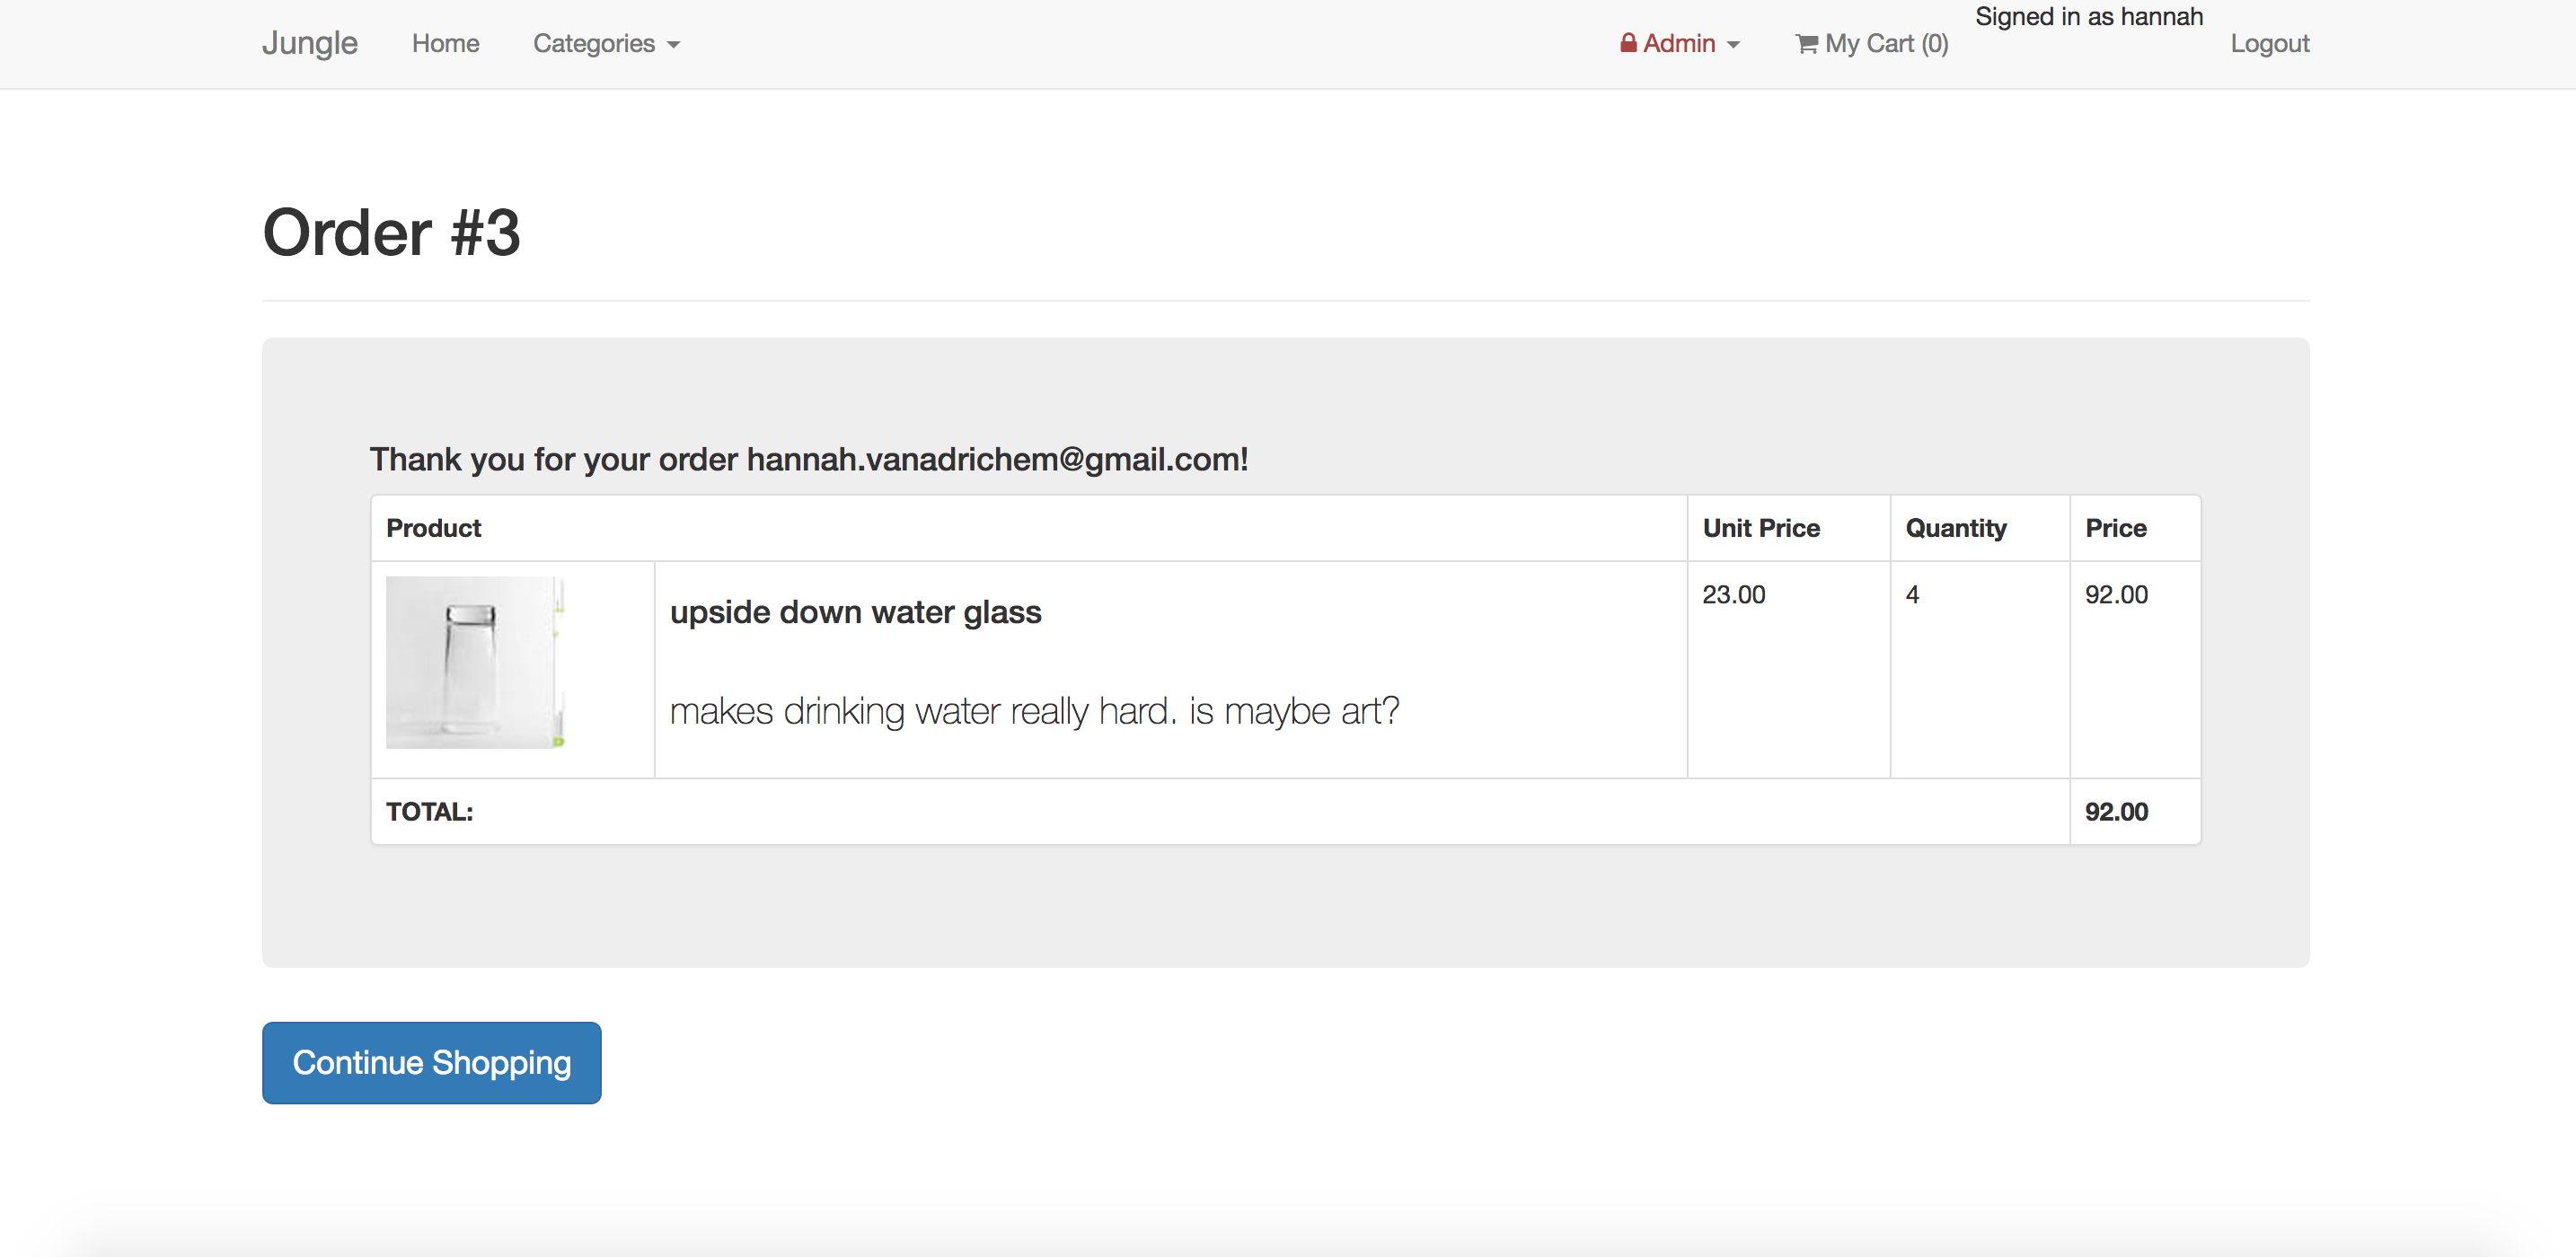 Jungle Home Categories Admin My Cart (0) Signed in as hannah Logout
Order #3
Thank you for your order hannah.vanadrichem@gmail.com!
Product Unit Price Quantity Price
upside down water glass 23.00 4 92.00
makes drinking water really hard. is maybe art?
TOTAL: 92.00
Continue Shopping